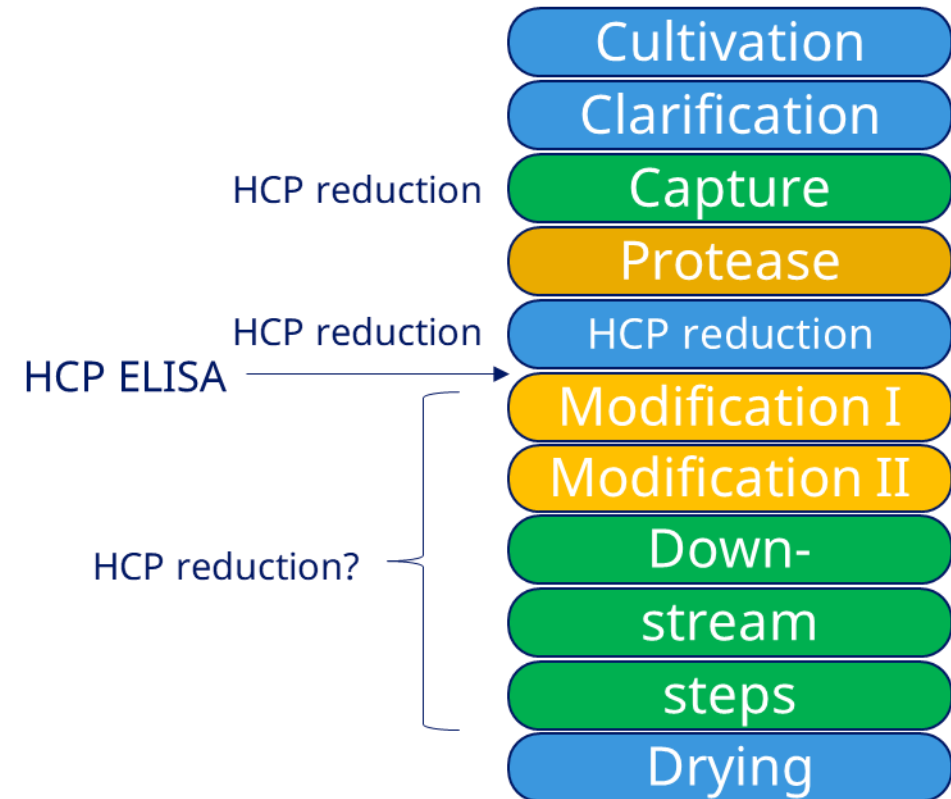 Cultivation
Clarification
HCP reduction
Capture
Protease
HCP reduction
HCP reduction
HCP ELISA
Modification I
Modification II
Down-
HCP reduction?
stream
steps
Drying